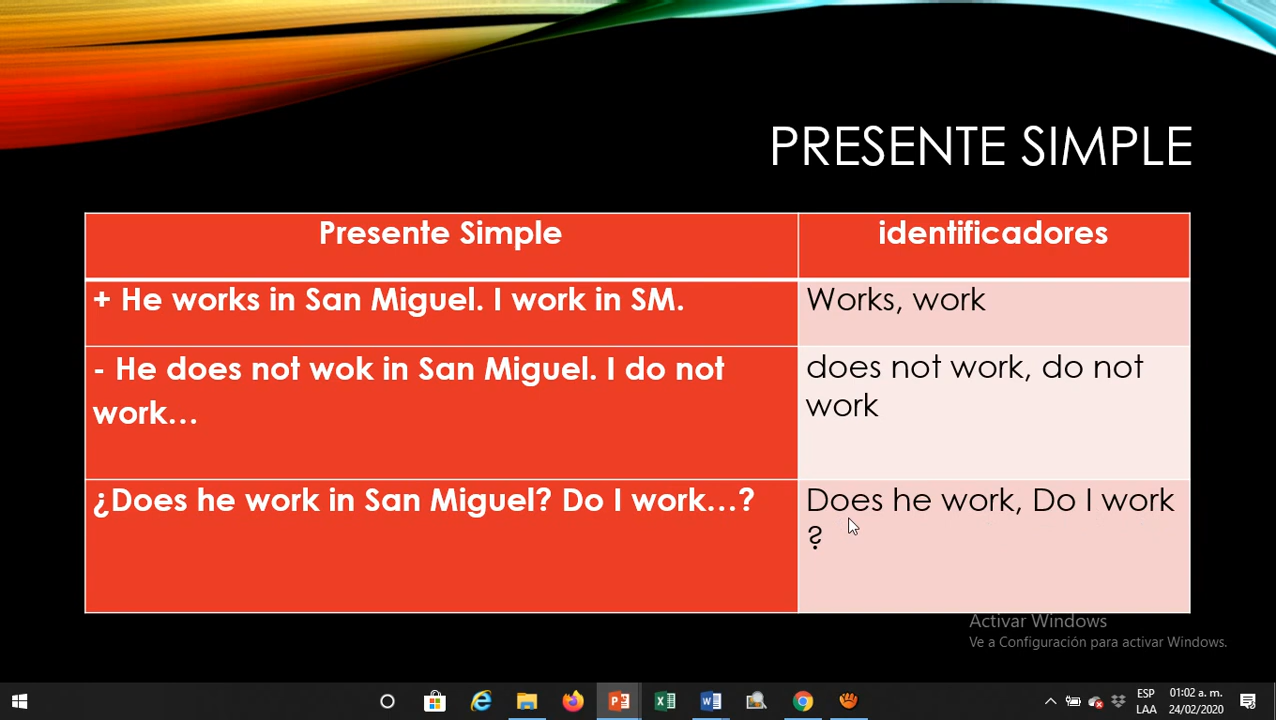 PRESENTE SIMPLE
Presente Simple
identificadores
+ He works in San Miguel. I work in SM.
Works, work
- He does not wok in San Miguel. I do not
work…
does not work, do not
work
¿Does he work in San Miguel? Do I work…?
Does he work, Do I work
?
Activar Windows
Ve a Configuración para activar Windows.
ESP
LAA
01:02 a. m.
24/02/2020